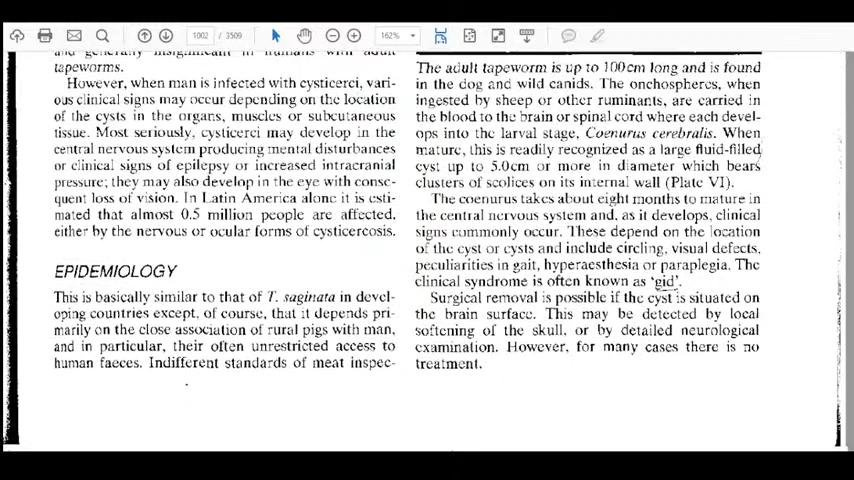 1002 / 3509
162%
and generally insignificant in humans with adult
tapeworms.
However, when man is infected with cysticerci, vari-
ous clinical signs may occur depending on the location
of the cysts in the organs, muscles or subcutaneous
tissue. Most seriously, cysticerci may develop in the
central nervous system producing mental disturbances
or clinical signs of epilepsy or increased intracranial
pressure; they may also develop in the eye with conse-
quent loss of vision. In Latin America alone it is esti-
mated that almost 0.5 million people are affected,
either by the nervous or ocular forms of cysticercosis.
EPIDEMIOLOGY
This is basically similar to that of T. saginata in devel-
oping countries except, of course, that it depends pri-
marily on the close association of rural pigs with man,
and in particular, their often unrestricted access to
human faeces. Indifferent standards of meat inspec-
The adult tapeworm is up to 100cm long and is found
in the dog and wild canids. The onchospheres, when
ingested by sheep or other ruminants, are carried in
the blood to the brain or spinal cord where each devel-
ops into the larval stage, Coenurus cerebralis. When
mature, this is readily recognized as a large fluid-filled
cyst up to 5.0cm or more in diameter which bears
clusters of scolices on its internal wall (Plate VI).
The coenurus takes about eight months to mature in
the central nervous system and, as it develops, clinical
signs commonly occur. These depend on the location
of the cyst or cysts and include circling, visual defects,
peculiarities in gait, hyperaesthesia or paraplegia. The
clinical syndrome is often known as 'gid'.
Surgical removal is possible if the cyst is situated on
the brain surface. This may be detected by local
softening of the skull, or by detailed neurological
examination. However, for many cases there is no
treatment.